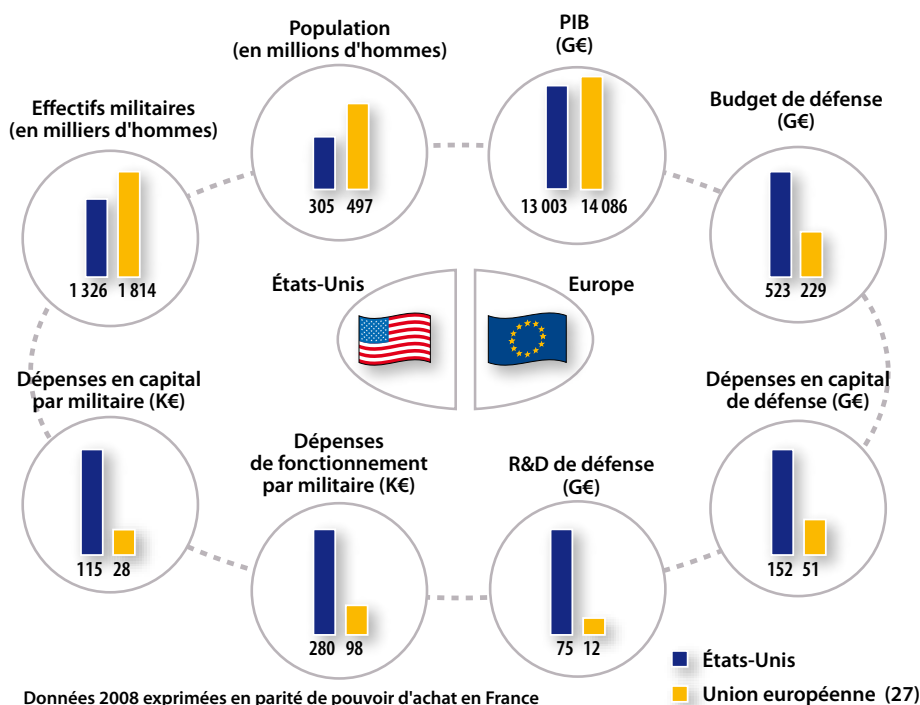 Population
(en millions d'hommes)
305 497
PIB
(G€)
13 003 14 086
Effectifs militaires
(en milliers d'hommes)
1 326 1 814
Budget de défense
(G€)
523 229
États-Unis
Europe
Dépenses en capital
par militaire (K€)
115 28
Dépenses
de fonctionnement
par militaire (K€)
280 98
R&D de défense
(G€)
75 12
Dépenses en capital
de défense (G€)
152 51
États-Unis
Union européenne (27)
Données 2008 exprimées en parité de pouvoir d'achat en France